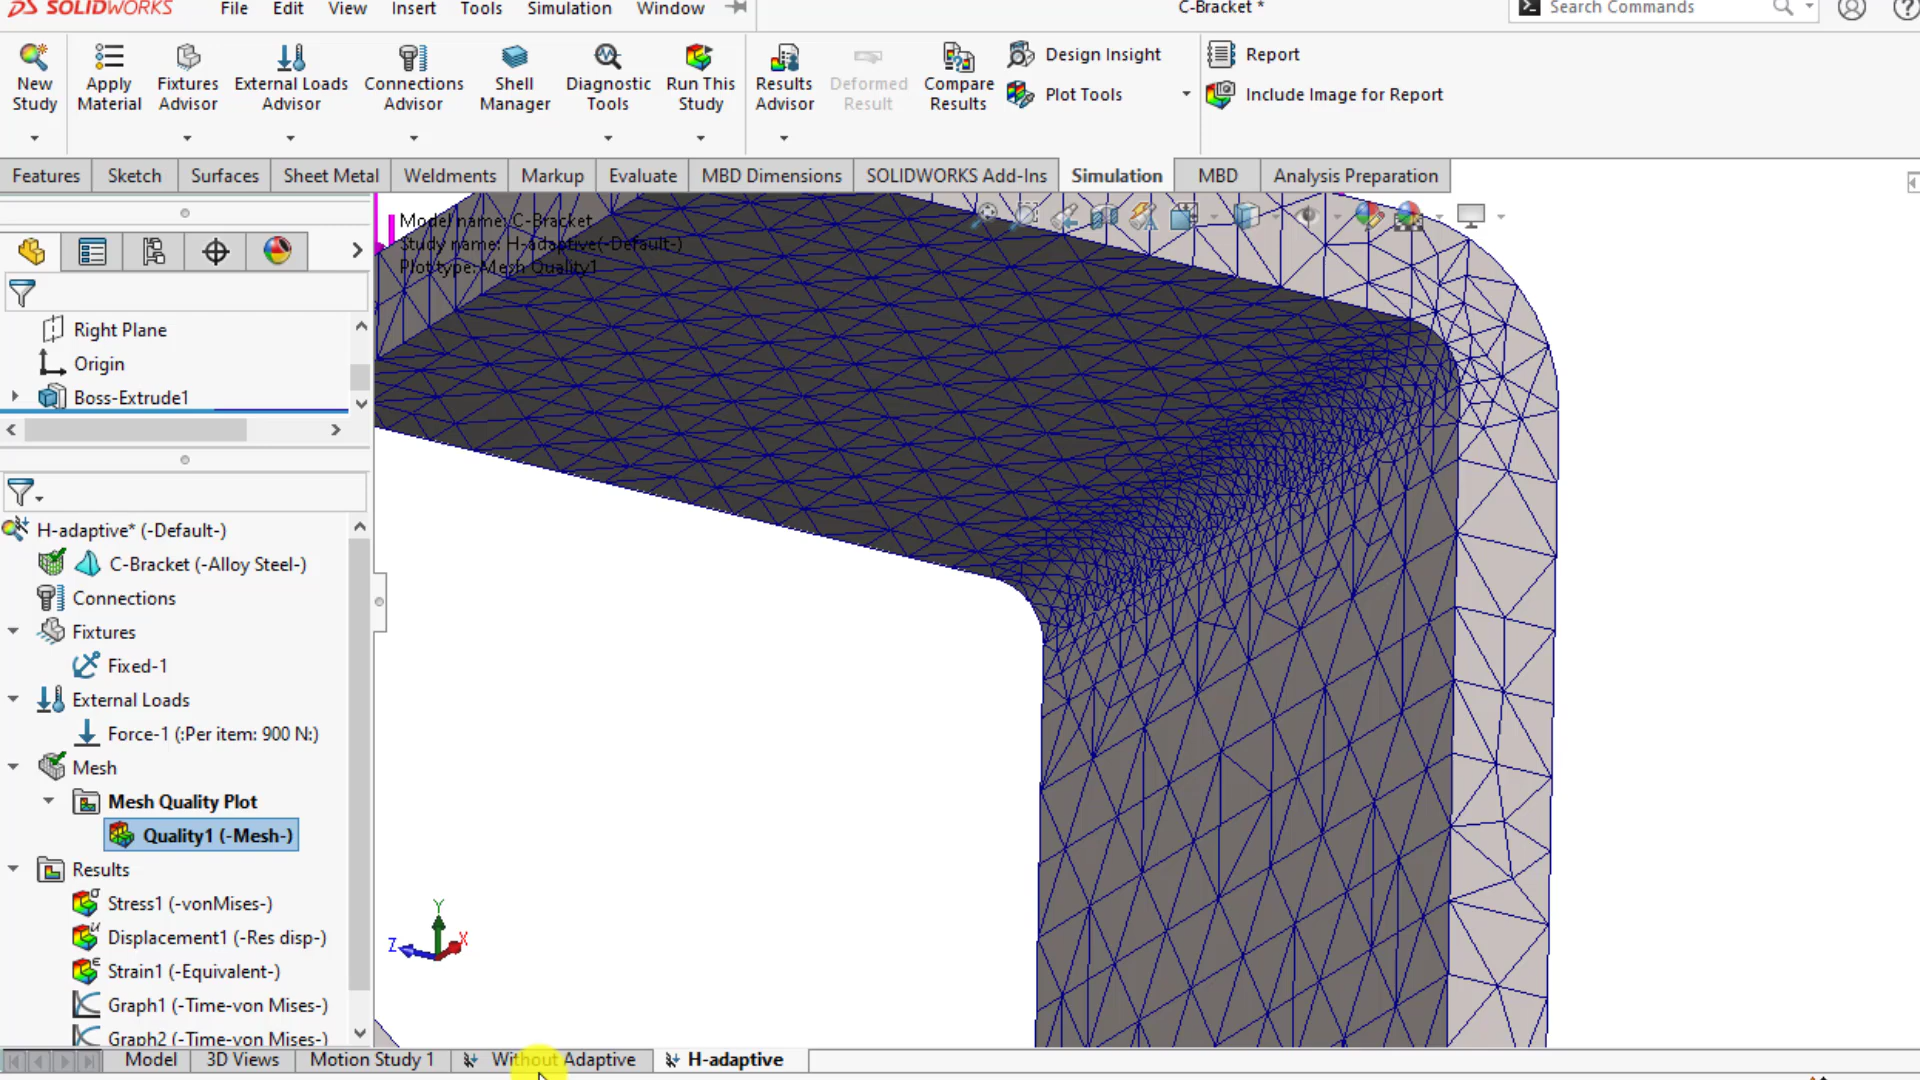 SOLIDWORKS File Edit View Insert Tools Simulation Window C-Bracket * Search Commands
New Study
Apply Material
Fixtures Advisor
External Loads Advisor
Connections Advisor
Shell Manager
Diagnostic Tools
Run This Study
Results Advisor
Deformed Result
Compare Results
Design Insight
Plot Tools
Report
Include Image for Report
Features Sketch Surfaces Sheet Metal Weldments Markup Evaluate MBD Dimensions SOLIDWORKS Add-Ins Simulation MBD Analysis Preparation
Model name: C-Bracket
Study name: H-adaptive(-Default-)
Plot type: Mesh Quality1
Right Plane
Origin
Boss-Extrude1
H-adaptive* (-Default-)
C-Bracket (-Alloy Steel-)
Connections
Fixtures
Fixed-1
External Loads
Force-1 (:Per item: 900 N:)
Mesh
Mesh Quality Plot
Quality1 (-Mesh-)
Results
Stress1 (-vonMises-)
Displacement1 (-Res disp-)
Strain1 (-Equivalent-)
Graph1 (-Time-von Mises-)
Graph2 (-Time-von Mises-)
Y
Z X
Model 3D Views Motion Study 1 Without Adaptive H-adaptive